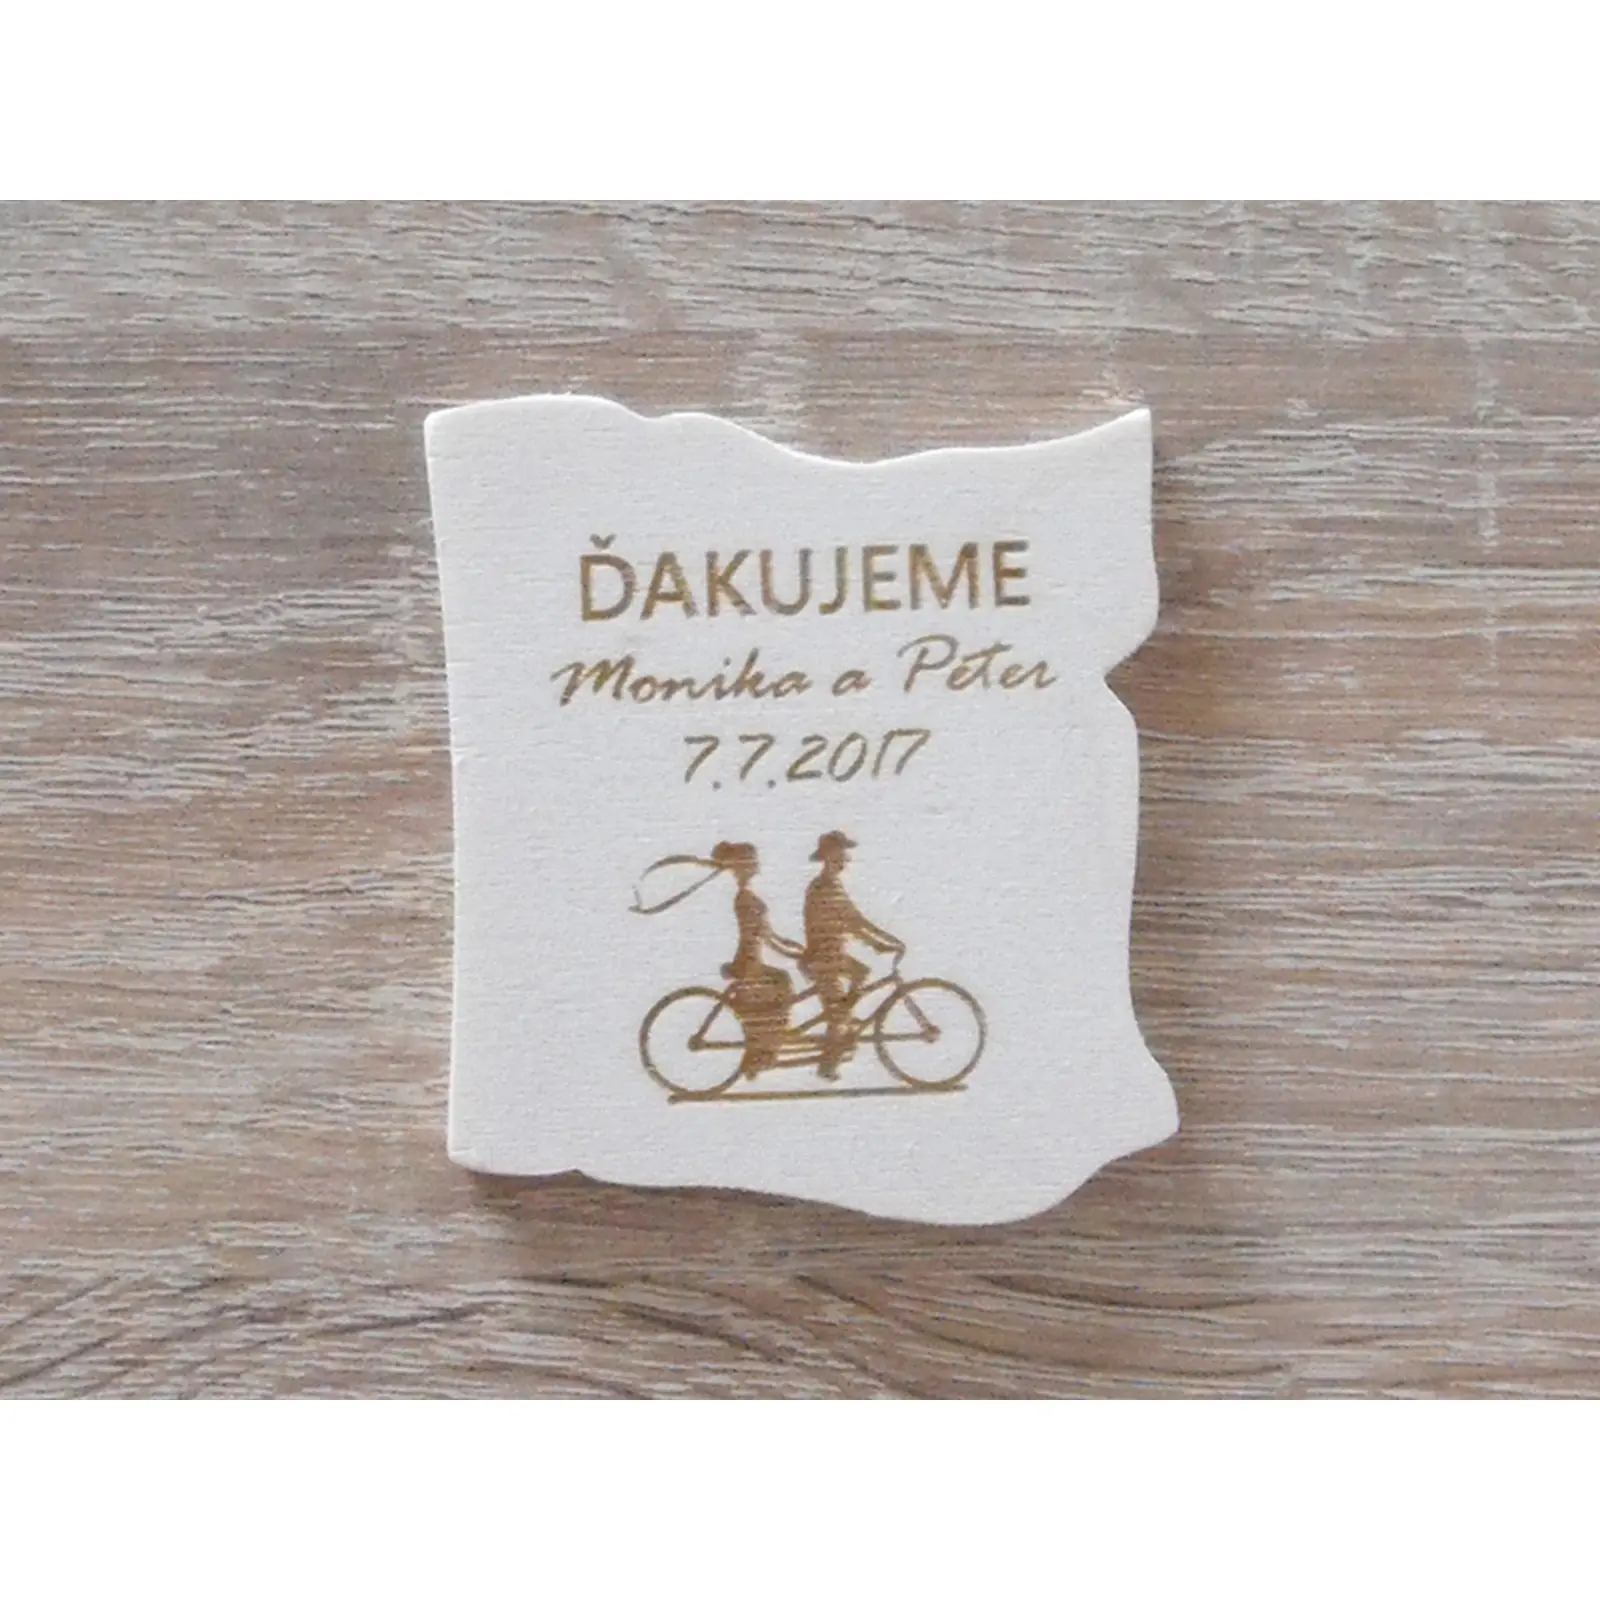 ĎAKUJEME
Monika a Peter
7.7.2017